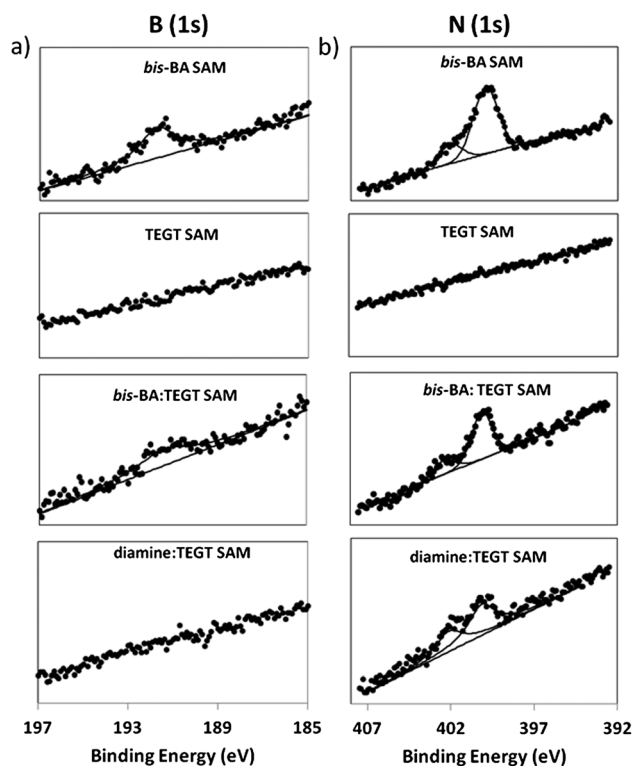 B (1s)
N (1s)
a)
b)
bis-BA SAM
bis-BA SAM
TEGT SAM
TEGT SAM
bis-BA:TEGT SAM
bis-BA: TEGT SAM
diamine:TEGT SAM
diamine:TEGT SAM
197 193 189 185
407 402 397 392
Binding Energy (eV)
Binding Energy (eV)